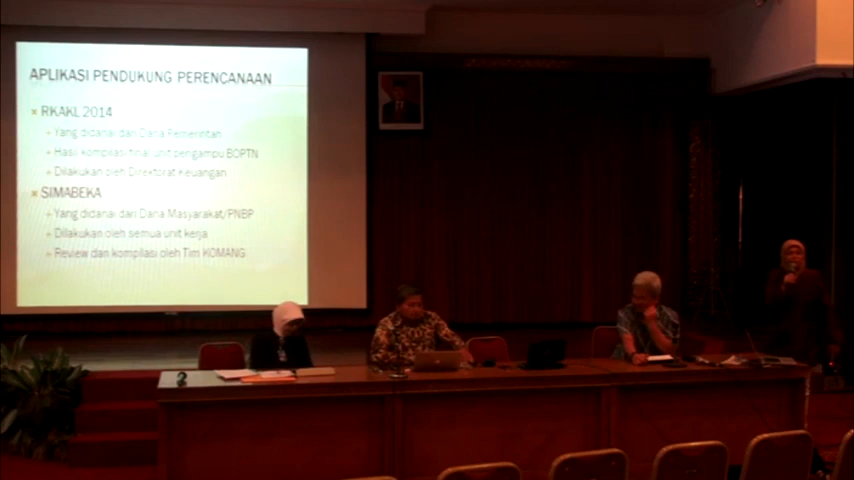 APLIKASI PENDUKUNG PERENCANAAN
RKAKL 2014
Yang didanai dari Dana Pemerintah
Hasil kompilasi final unit pengampu BOPTN
Dilakukan oleh Direktorat Keuangan
SIMABEKA
Yang didanai dari Dana Masyarakat/PNBP
Dilakukan oleh semua unit kerja
Review dan kompilasi oleh Tim KOMANG